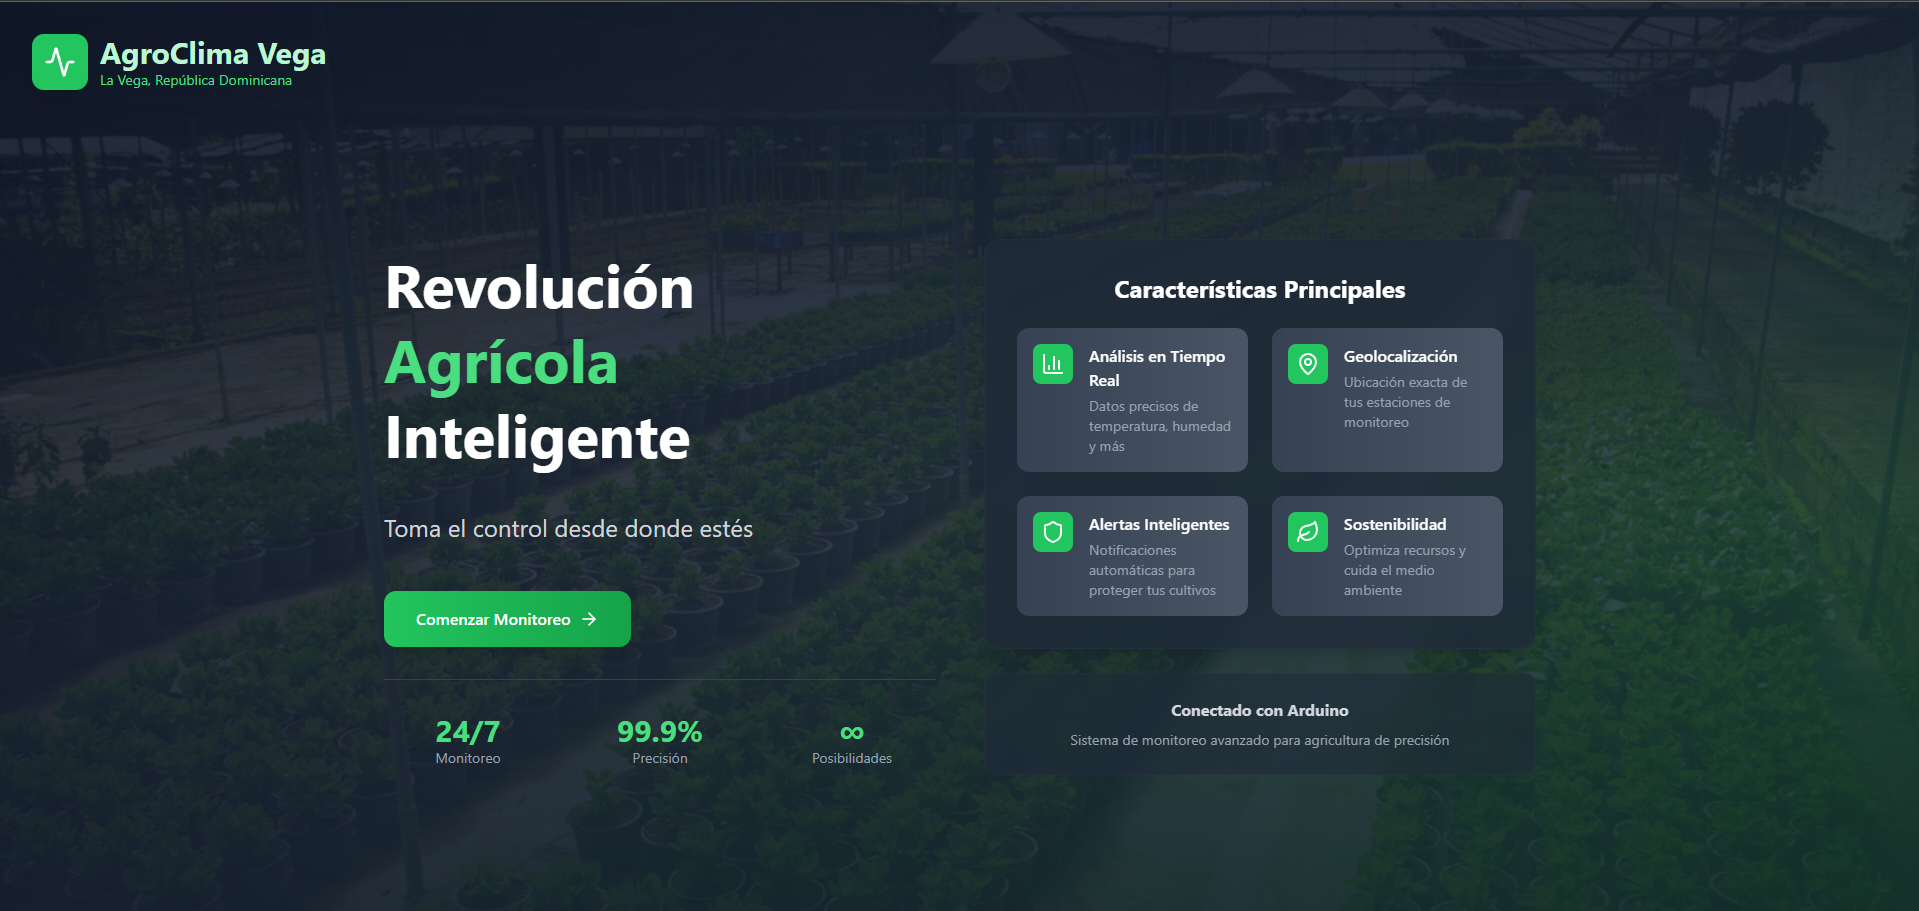 AgroClima Vega
La Vega, República Dominicana
Revolución
Agrícola
Inteligente
Toma el control desde donde estés
Comenzar Monitoreo →
24/7
Monitoreo
99.9%
Precisión
∞
Posibilidades
Características Principales
Análisis en Tiempo
Real
Datos precisos de
temperatura, humedad
y más
Geolocalización
Ubicación exacta de
tus estaciones de
monitoreo
Alertas Inteligentes
Notificaciones
automáticas para
proteger tus cultivos
Sostenibilidad
Optimiza recursos y
cuida el medio
ambiente
Conectado con Arduino
Sistema de monitoreo avanzado para agricultura de precisión